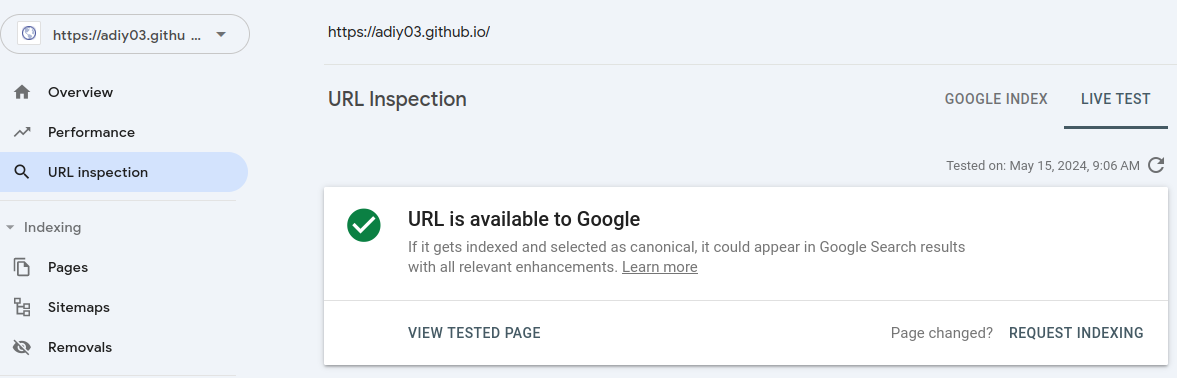 https://adiy03.githu ...
Overview
Performance
URL inspection
Indexing
Pages
Sitemaps
Removals
https://adiy03.github.io/
URL Inspection
GOOGLE INDEX
LIVE TEST
Tested on: May 15, 2024, 9:06 AM
URL is available to Google
If it gets indexed and selected as canonical, it could appear in Google Search results
with all relevant enhancements. Learn more
VIEW TESTED PAGE
Page changed?
REQUEST INDEXING